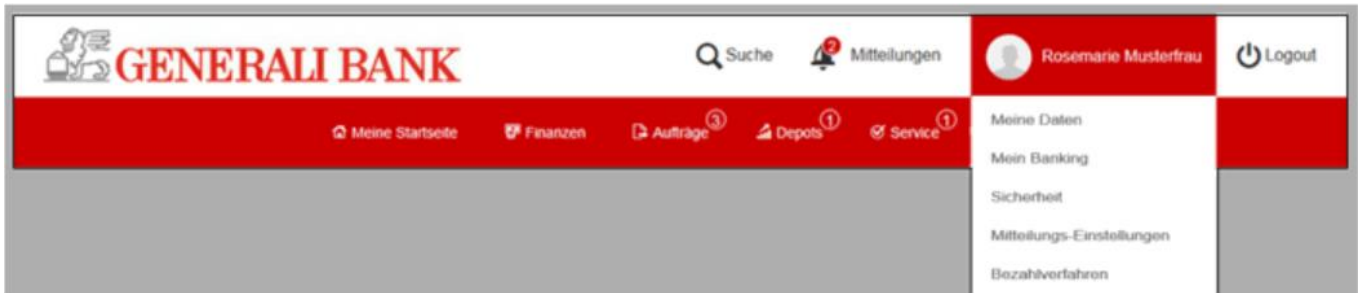 GENERALI BANK
Suche
2
Mitteilungen
Rosemarie Musterfrau
Logout
Meine Startseite
Finanzen
Aufträge 3
Depots 1
Service 1
Meine Daten
Mein Banking
Sicherheit
Mitteilungs-Einstellungen
Bezahlverfahren